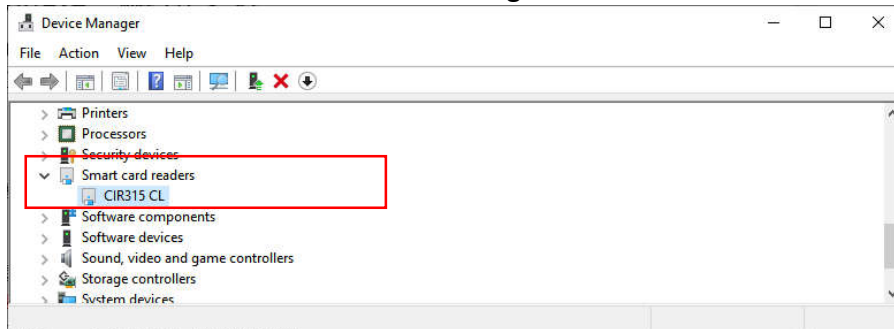 Device Manager
File Action View Help
Printers
Processors
Security devices
Smart card readers
CIR315 CL
Software components
Software devices
Sound, video and game controllers
Storage controllers
System devices